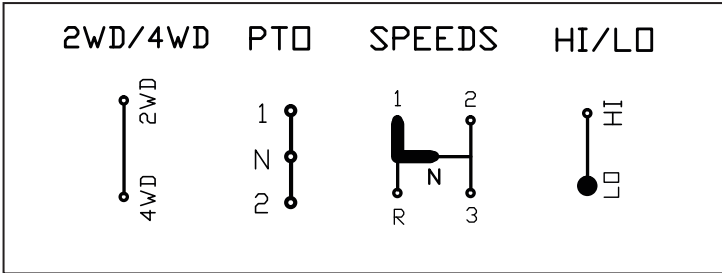 2WD/4WD PTO SPEEDS HI/LO
2WD
4WD
1
N
2
1 2
N
R 3
HI
LO